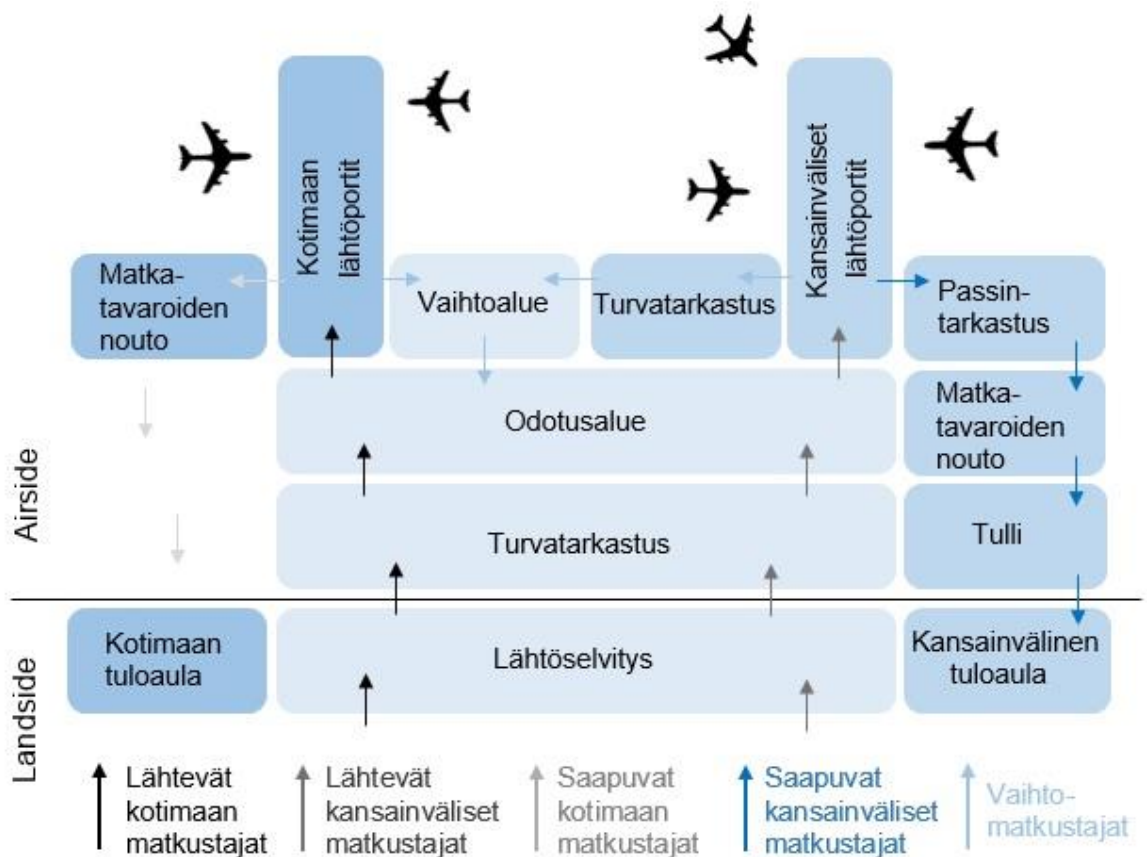 Kotimaan
lähtöportit
Kansainväliset
lähtöportit
Matka-
tavaroiden
nouto
Vaihtoalue
Turvatarkastus
Passin-
tarkastus
Odotusalue
Matka-
tavaroiden
nouto
Airside
Turvatarkastus
Tulli
Landside
Kotimaan
tuloaula
Lähtöselvitys
Kansainvälinen
tuloaula
Lähtevät
kotimaan
matkustajat
Lähtevät
kansainväliset
matkustajat
Saapuvat
kotimaan
matkustajat
Saapuvat
kansainväliset
matkustajat
Vaihto-
matkustajat